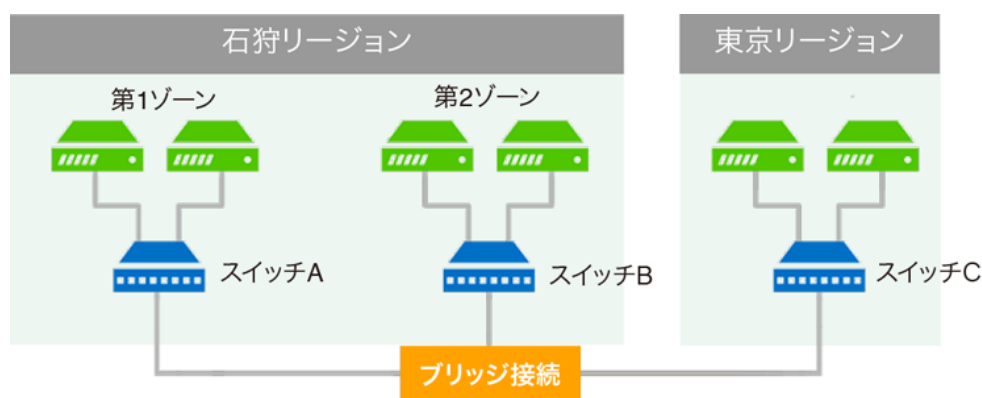 石狩リージョン
東京リージョン
第1ゾーン
第2ゾーン
スイッチA
スイッチB
スイッチC
ブリッジ接続